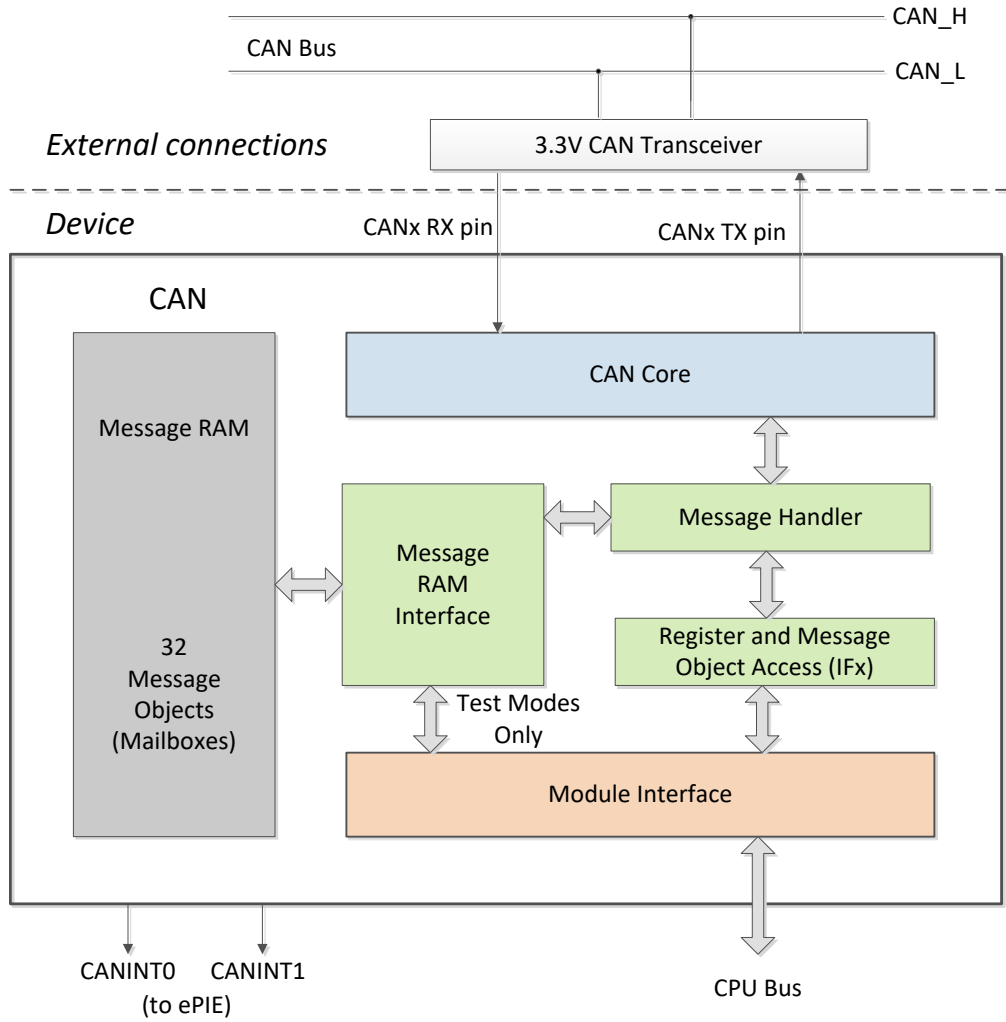 CAN_H
CAN Bus
CAN_L
External connections
3.3V CAN Transceiver
Device
CANx RX pin
CANx TX pin
CAN
CAN Core
Message RAM
Message Handler
Message
RAM
Interface
32
Message
Objects
(Mailboxes)
Register and Message
Object Access (IFx)
Test Modes
Only
Module Interface
CANINT0
CANINT1
(to ePIE)
CPU Bus